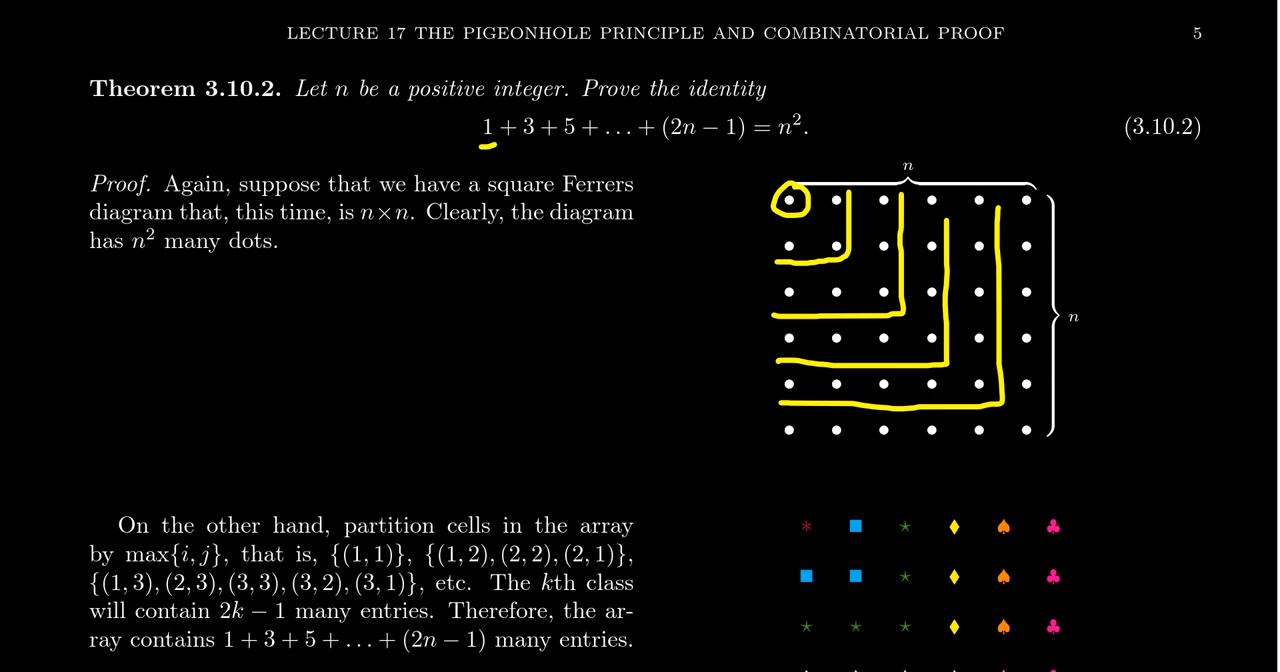 LECTURE 17 THE PIGEONHOLE PRINCIPLE AND COMBINATORIAL PROOF 5
Theorem 3.10.2. Let n be a positive integer. Prove the identity
1 + 3 + 5 + . . . + (2n − 1) = n². (3.10.2)
Proof. Again, suppose that we have a square Ferrers
diagram that, this time, is n×n. Clearly, the diagram
has n² many dots.
n
n
On the other hand, partition cells in the array
by max{i, j}, that is, {(1, 1)}, {(1, 2), (2, 2), (2, 1)},
{(1, 3), (2, 3), (3, 3), (3, 2), (3, 1)}, etc. The kth class
will contain 2k − 1 many entries. Therefore, the ar-
ray contains 1 + 3 + 5 + . . . + (2n − 1) many entries.